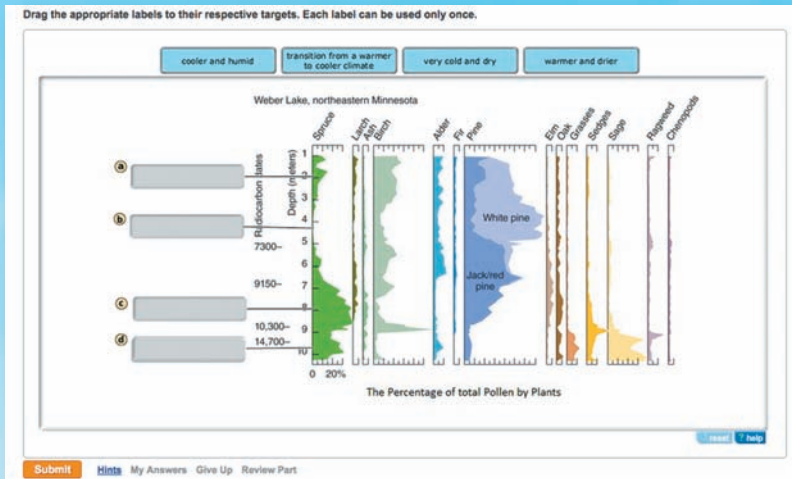 Drag the appropriate labels to their respective targets. Each label can be used only once.
cooler and humid
transition from a warmer
to cooler climate
very cold and dry
warmer and drier
Weber Lake, northeastern Minnesota
Spruce
Larch
Ash
Birch
Alder
Fir
Pine
Elm
Oak
Grasses
Sedges
Sage
Ragweed
Chenopods
Radiocarbon dates
Depth (meters)
1
2
3
4
5
6
7
8
9
10
a
b
c
d
7300–
9150–
10,300–
14,700–
White pine
Jack/red
pine
0 20%
The Percentage of total Pollen by Plants
reset
? help
Submit Hints My Answers Give Up Review Part